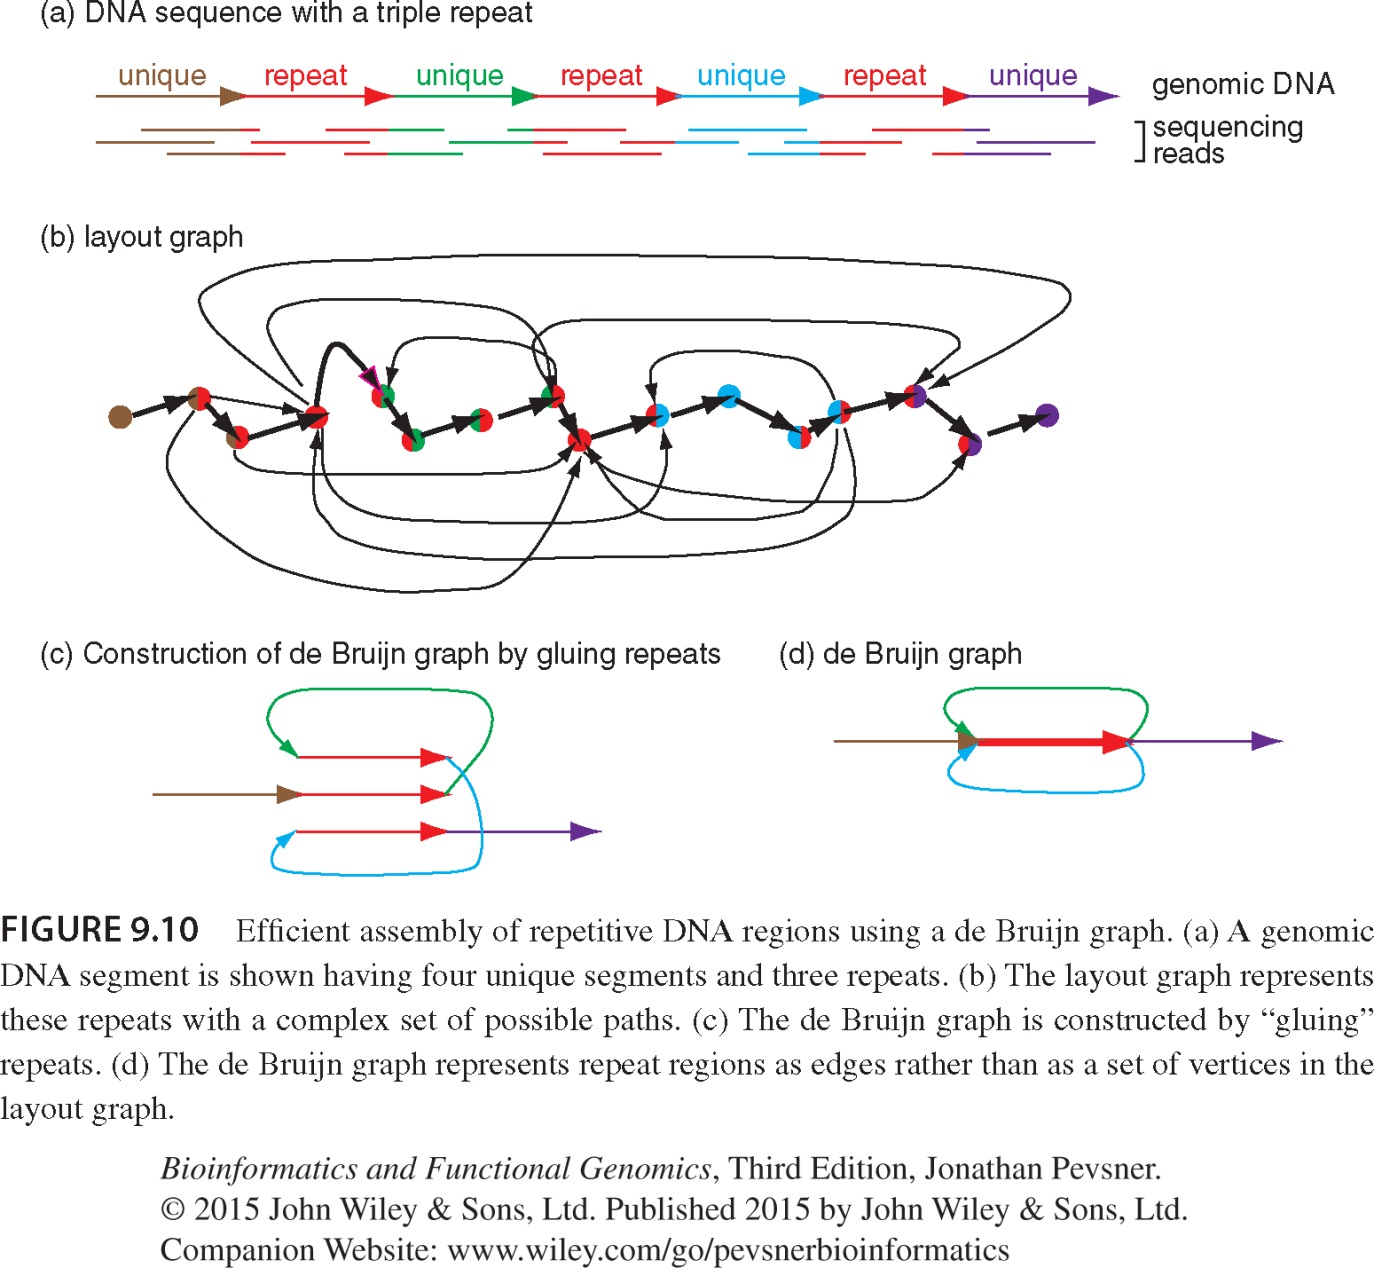 (a) DNA sequence with a triple repeat
unique repeat unique repeat unique repeat unique
genomic DNA
sequencing
reads
(b) layout graph
(c) Construction of de Bruijn graph by gluing repeats
(d) de Bruijn graph
FIGURE 9.10 Efficient assembly of repetitive DNA regions using a de Bruijn graph. (a) A genomic
DNA segment is shown having four unique segments and three repeats. (b) The layout graph represents
these repeats with a complex set of possible paths. (c) The de Bruijn graph is constructed by “gluing”
repeats. (d) The de Bruijn graph represents repeat regions as edges rather than as a set of vertices in the
layout graph.
Bioinformatics and Functional Genomics, Third Edition, Jonathan Pevsner.
© 2015 John Wiley & Sons, Ltd. Published 2015 by John Wiley & Sons, Ltd.
Companion Website: www.wiley.com/go/pevsnerbioinformatics